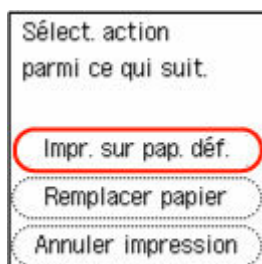 Sélect. action
parmi ce qui suit.
Impr. sur pap. déf.
Remplacer papier
Annuler impression